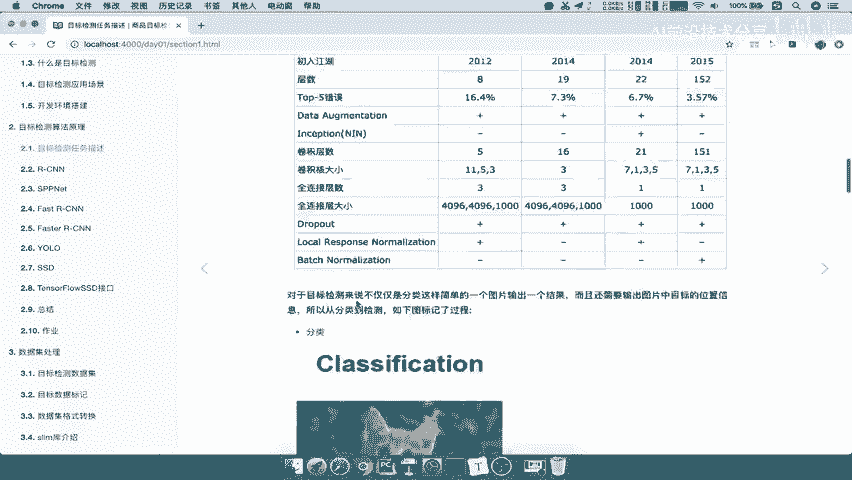 Chrome 文件 修改 视图 历史记录 书签 其他人 电动窗 帮助
100%
目标检测任务描述 | 商品目标检
localhost:4000/day01/section1.html
1.3. 什么是目标检测
1.4. 目标检测应用场景
1.5. 开发环境搭建
2. 目标检测算法原理
2.1. 目标检测任务描述
2.2. R-CNN
2.3. SPPNet
2.4. Fast R-CNN
2.5. Faster R-CNN
2.6. YOLO
2.7. SSD
2.8. TensorFlowSSD接口
2.9. 总结
2.10. 作业
3. 数据集处理
3.1. 目标检测数据集
3.2. 目标数据标记
3.3. 数据集格式转换
3.4. slim库介绍
初入江湖 2012 2014 2014 2015
层数 8 19 22 152
Top-5错误 16.4% 7.3% 6.7% 3.57%
Data Augmentation + + + +
Inception(NIN) - - + -
卷积层数 5 16 21 151
卷积核大小 11,5,3 3 7,1,3,5 7,1,3,5
全连接层数 3 3 1 1
全连接层大小 4096,4096,1000 4096,4096,1000 1000 1000
Dropout + + + +
Local Response Normalization + - + -
Batch Normalization - - - +
对于目标检测来说不仅仅是分类这样简单的一个图片输出一个结果，而且还需要输出图片中目标的位置信
息，所以从分类到检测，如下图标记了过程：
• 分类
Classification